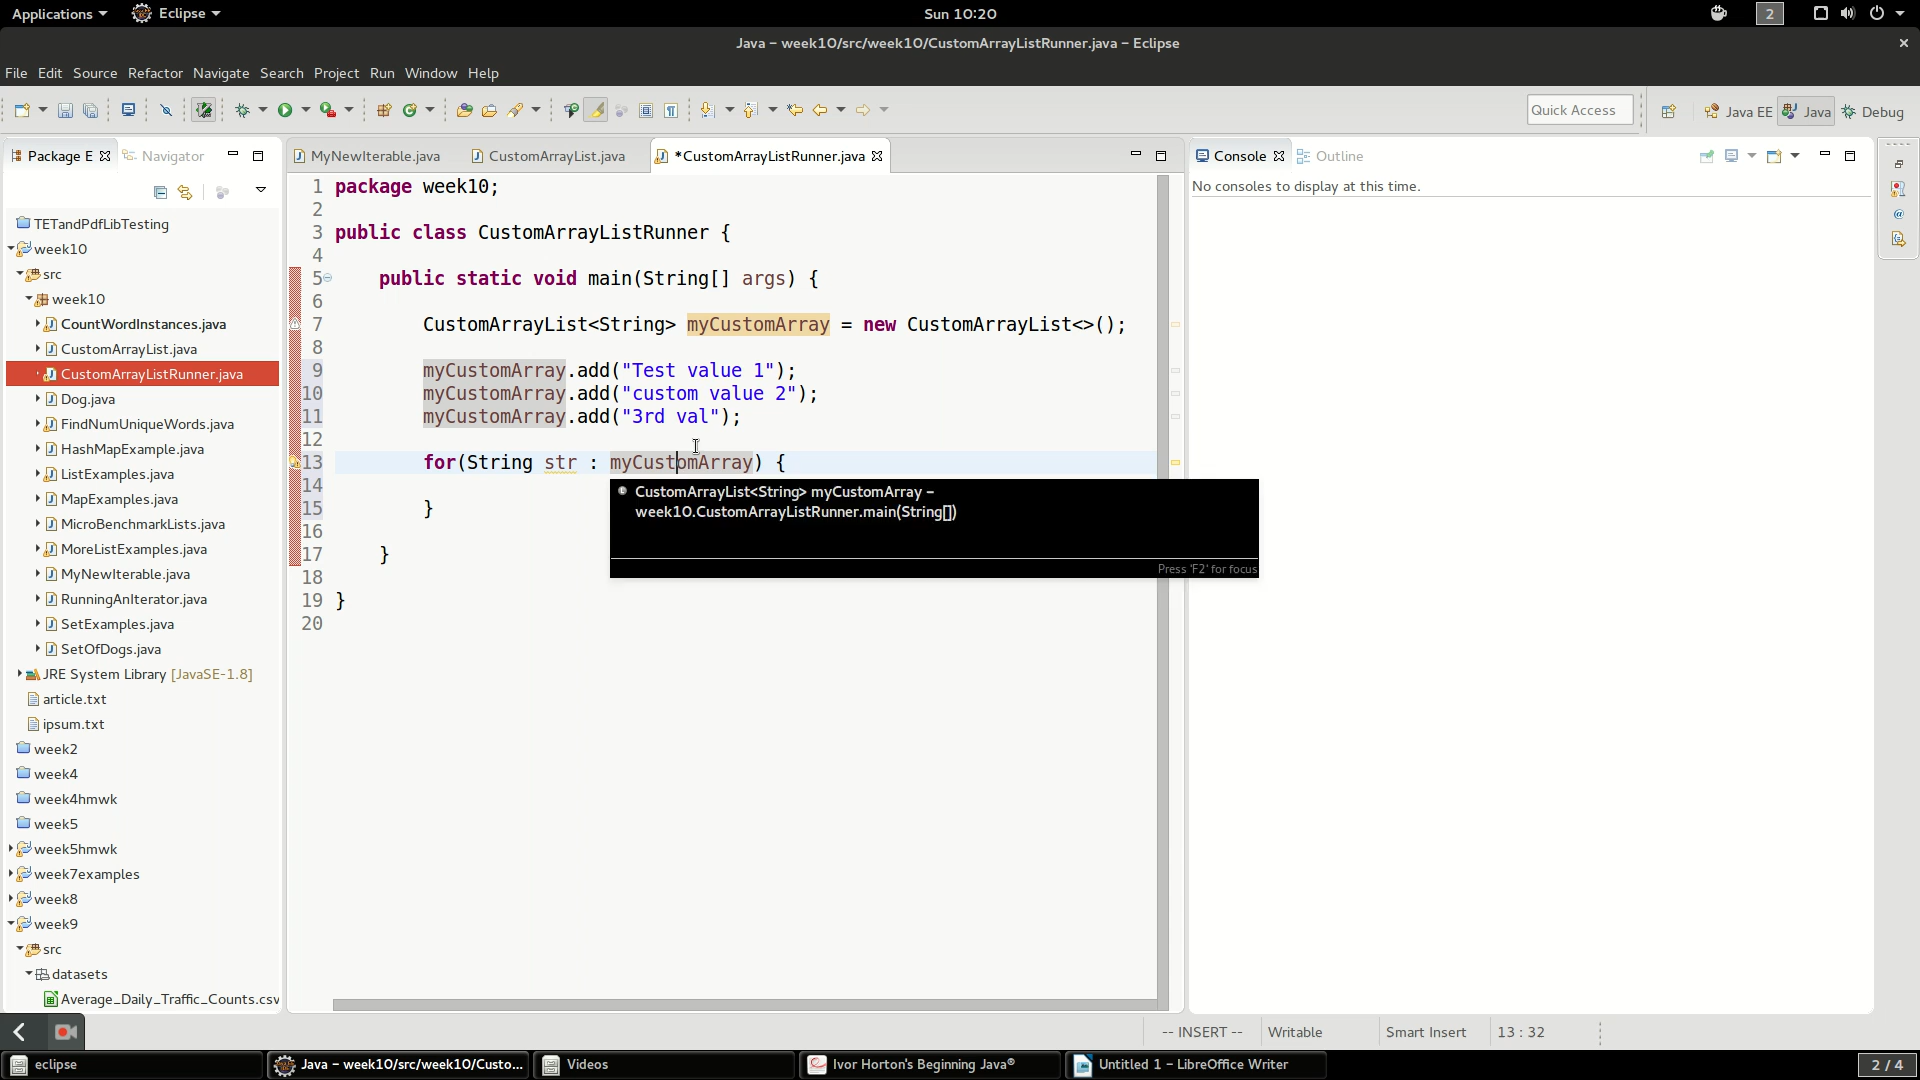 Applications
Eclipse
Sun 10:20
2
Java – week10/src/week10/CustomArrayListRunner.java – Eclipse
File Edit Source Refactor Navigate Search Project Run Window Help
Quick Access
Java EE
Java
Debug
Package E
Navigator
MyNewIterable.java
CustomArrayList.java
*CustomArrayListRunner.java
Console
Outline
No consoles to display at this time.
TETandPdfLibTesting
week10
src
week10
CountWordInstances.java
CustomArrayList.java
CustomArrayListRunner.java
Dog.java
FindNumUniqueWords.java
HashMapExample.java
ListExamples.java
MapExamples.java
MicroBenchmarkLists.java
MoreListExamples.java
MyNewIterable.java
RunningAnIterator.java
SetExamples.java
SetOfDogs.java
JRE System Library [JavaSE-1.8]
article.txt
ipsum.txt
week2
week4
week4hmwk
week5
week5hmwk
week7examples
week8
week9
src
datasets
Average_Daily_Traffic_Counts.csv
1 package week10;
2
3 public class CustomArrayListRunner {
4
5 public static void main(String[] args) {
6
7 CustomArrayList<String> myCustomArray = new CustomArrayList<>();
8
9 myCustomArray.add("Test value 1");
10 myCustomArray.add("custom value 2");
11 myCustomArray.add("3rd val");
12
13 for(String str : myCustomArray) {
14
15 }
16
17 }
18
19 }
20
CustomArrayList<String> myCustomArray –
week10.CustomArrayListRunner.main(String[])
Press 'F2' for focus
-- INSERT --
Writable
Smart Insert
13 : 32
eclipse
Java – week10/src/week10/Custo...
Videos
Ivor Horton's Beginning Java®
Untitled 1 – LibreOffice Writer
2 / 4